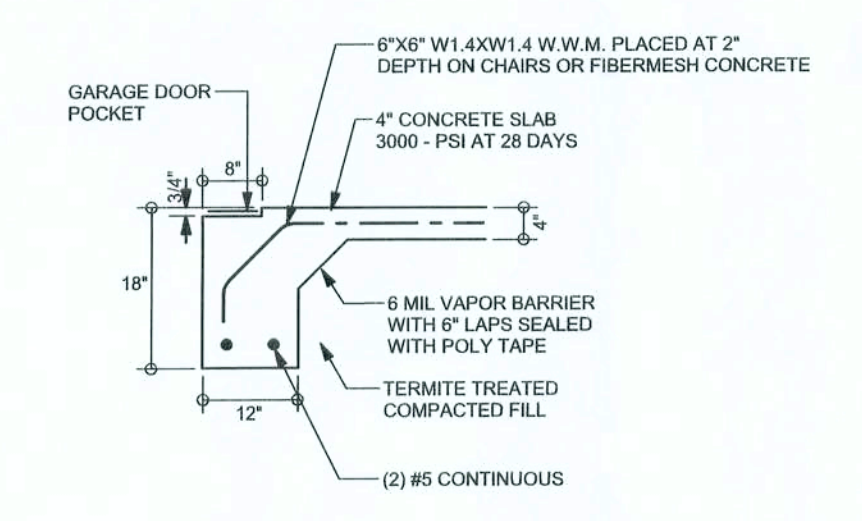 6"X6" W1.4XW1.4 W.W.M. PLACED AT 2"
DEPTH ON CHAIRS OR FIBERMESH CONCRETE
GARAGE DOOR
POCKET
4" CONCRETE SLAB
3000 - PSI AT 28 DAYS
8"
3/4"
4"
18"
6 MIL VAPOR BARRIER
WITH 6" LAPS SEALED
WITH POLY TAPE
TERMITE TREATED
COMPACTED FILL
12"
(2) #5 CONTINUOUS